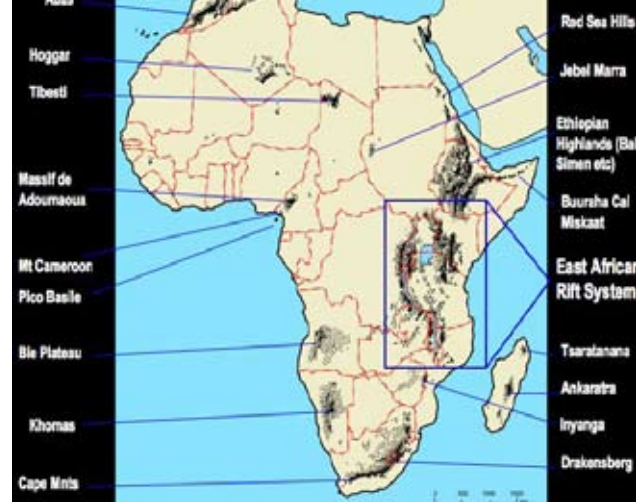 Atlas
Hoggar
Tibesti
Massif de
Adoumaoua
Mt Cameroon
Pico Basile
Bie Plateau
Khomas
Cape Mnts
Red Sea Hills
Jebel Marra
Ethiopian
Highlands (Bal
Simen etc)
Buuraha Cal
Miskaat
East African
Rift System
Tsaratanana
Ankaratra
Inyanga
Drakensberg